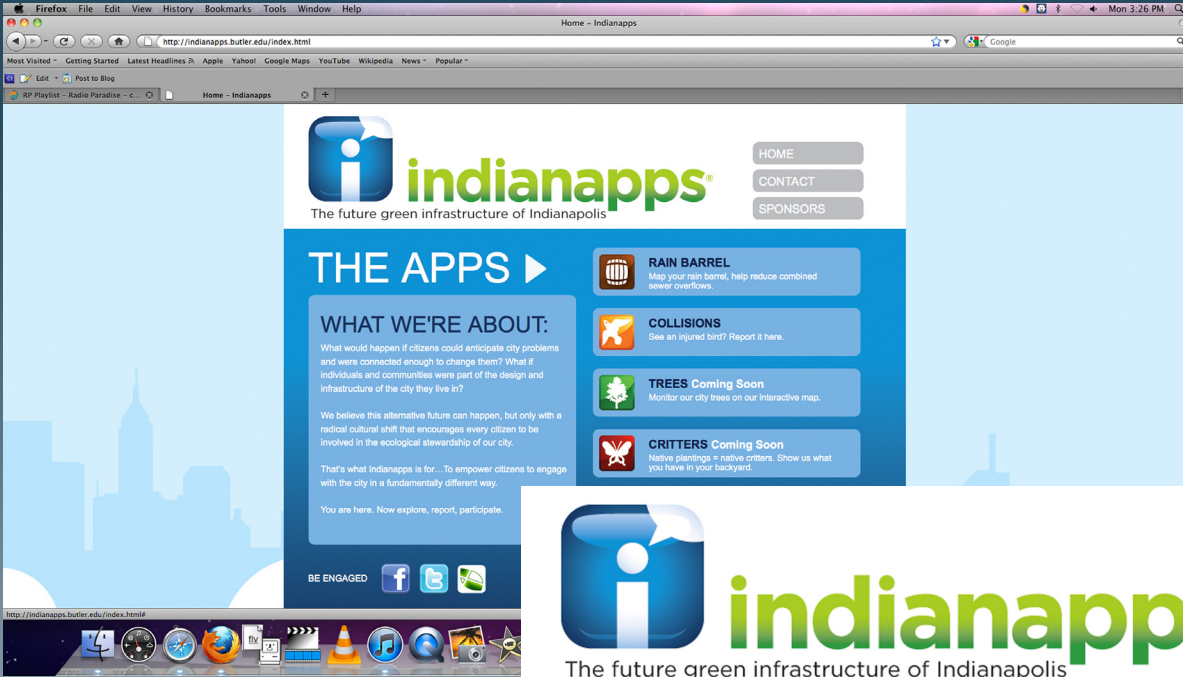 Firefox File Edit View History Bookmarks Tools Window Help
Mon 3:26 PM
Home – Indianapps
http://indianapps.butler.edu/index.html
Google
Most Visited Getting Started Latest Headlines Apple Yahoo! Google Maps YouTube Wikipedia News Popular
Edit Post to Blog
RP Playlist – Radio Paradise – c... Home – Indianapps
indianapps®
The future green infrastructure of Indianapolis
HOME
CONTACT
SPONSORS
THE APPS
WHAT WE'RE ABOUT:
What would happen if citizens could anticipate city problems
and were connected enough to change them? What if
individuals and communities were part of the design and
infrastructure of the city they live in?
We believe this alternative future can happen, but only with a
radical cultural shift that encourages every citizen to be
involved in the ecological stewardship of our city.
That's what Indianapps is for...To empower citizens to engage
with the city in a fundamentally different way.
You are here. Now explore, report, participate.
BE ENGAGED
RAIN BARREL
Map your rain barrel, help reduce combined
sewer overflows.
COLLISIONS
See an injured bird? Report it here.
TREES Coming Soon
Monitor our city trees on our interactive map.
CRITTERS Coming Soon
Native plantings = native critters. Show us what
you have in your backyard.
http://indianapps.butler.edu/index.html#
flv
indianapp
The future green infrastructure of Indianapolis